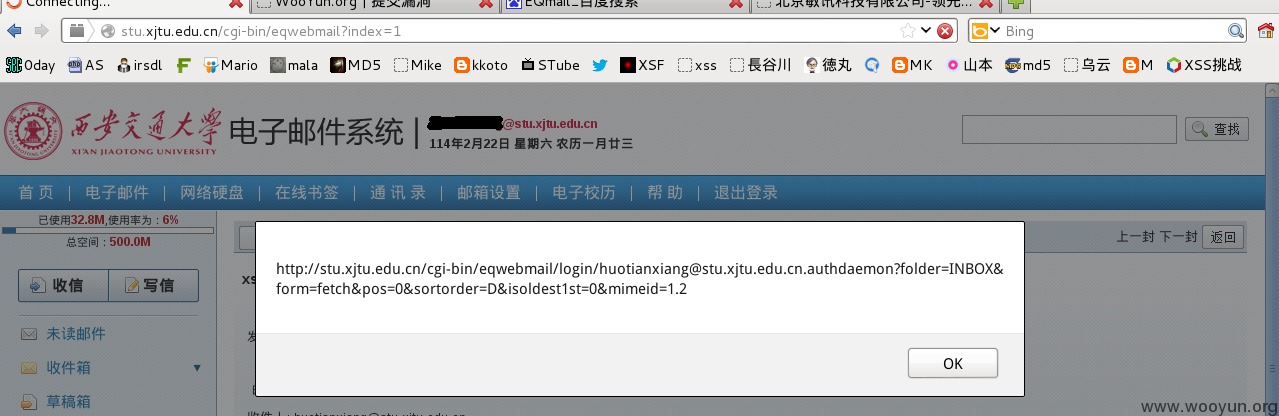 Connecting...
WooYun.org | 提交漏洞
EQmail_百度搜索
北京敏讯科技有限公司-领先...
stu.xjtu.edu.cn/cgi-bin/eqwebmail?index=1
Bing
0day AS irsdl F Mario mala MD5 Mike kkoto STube XSF xss 長谷川 徳丸 MK 山本 md5 乌云 M XSS挑战
西安交通大学
XI'AN JIAOTONG UNIVERSITY
电子邮件系统
@stu.xjtu.edu.cn
114年2月22日 星期六 农历一月廿三
查找
首 页 | 电子邮件 | 网络硬盘 | 在线书签 | 通 讯 录 | 邮箱设置 | 电子校历 | 帮 助 | 退出登录
已使用32.8M,使用率为：6%
总空间：500.0M
上一封 下一封 返回
收信
写信
未读邮件
收件箱
草稿箱
xs
http://stu.xjtu.edu.cn/cgi-bin/eqwebmail/login/huotianxiang@stu.xjtu.edu.cn.authdaemon?folder=INBOX&
form=fetch&pos=0&sortorder=D&isoldest1st=0&mimeid=1.2
OK
www.wooyun.org